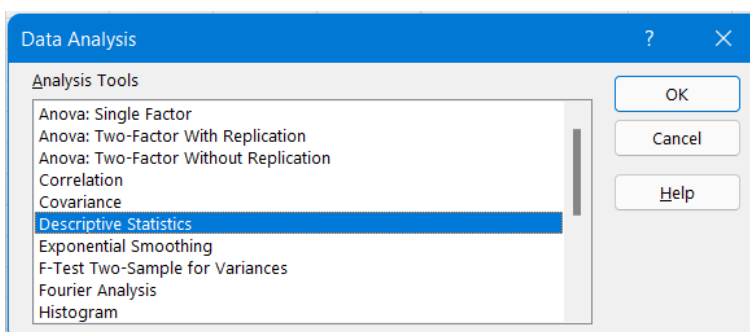 Data Analysis ? ×
Analysis Tools
Anova: Single Factor
Anova: Two-Factor With Replication
Anova: Two-Factor Without Replication
Correlation
Covariance
Descriptive Statistics
Exponential Smoothing
F-Test Two-Sample for Variances
Fourier Analysis
Histogram
OK
Cancel
Help